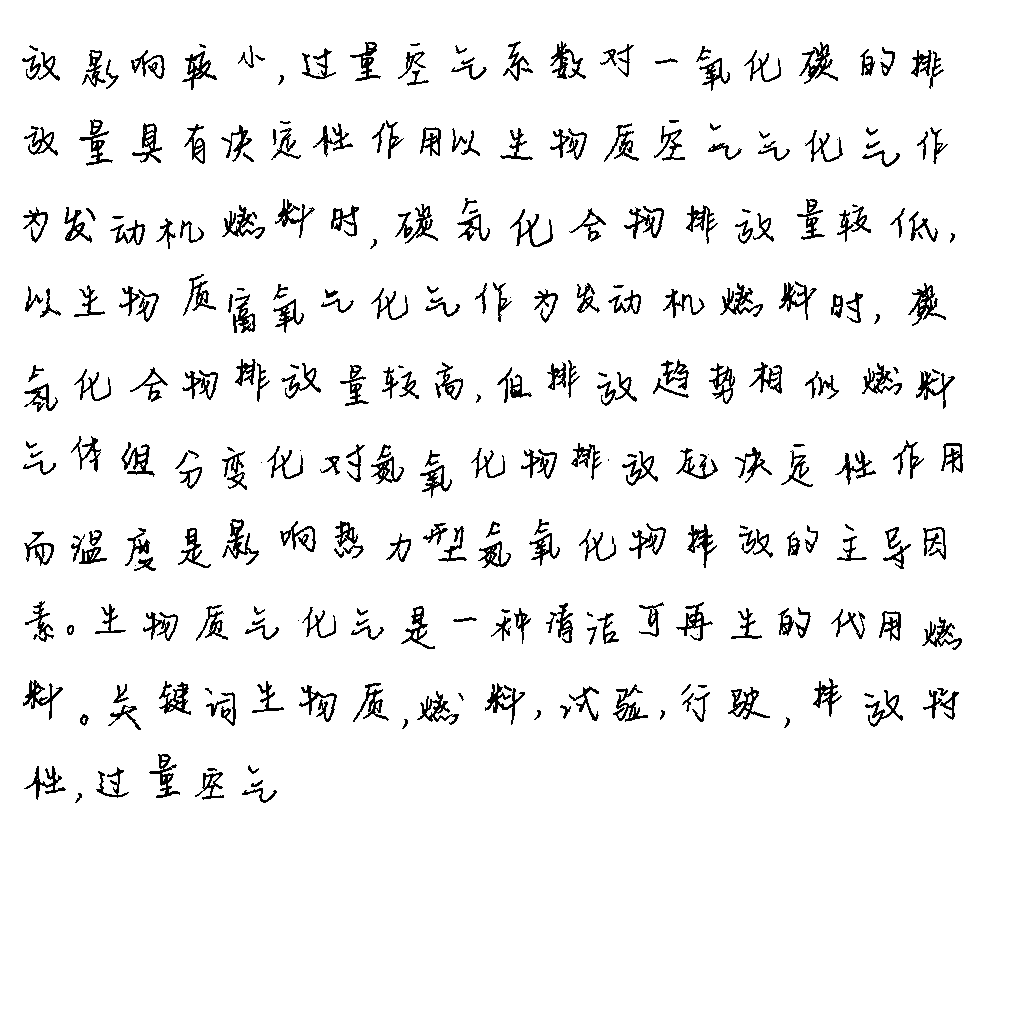 放影响较小,过量空气系数对一氧化碳的排
放量具有决定性作用以生物质空气气化气作
为发动机燃料时,碳氢化合物排放量较低,
以生物质富氧气化气作为发动机燃料时,碳
氢化合物排放量较高,但排放趋势相似燃料
气体组分变化对氮氧化物排放起决定性作用
而温度是影响热力型氮氧化物排放的主导因
素。生物质气化气是一种清洁可再生的代用燃
料。关键词生物质,燃料,试验,行驶,排放特
性,过量空气